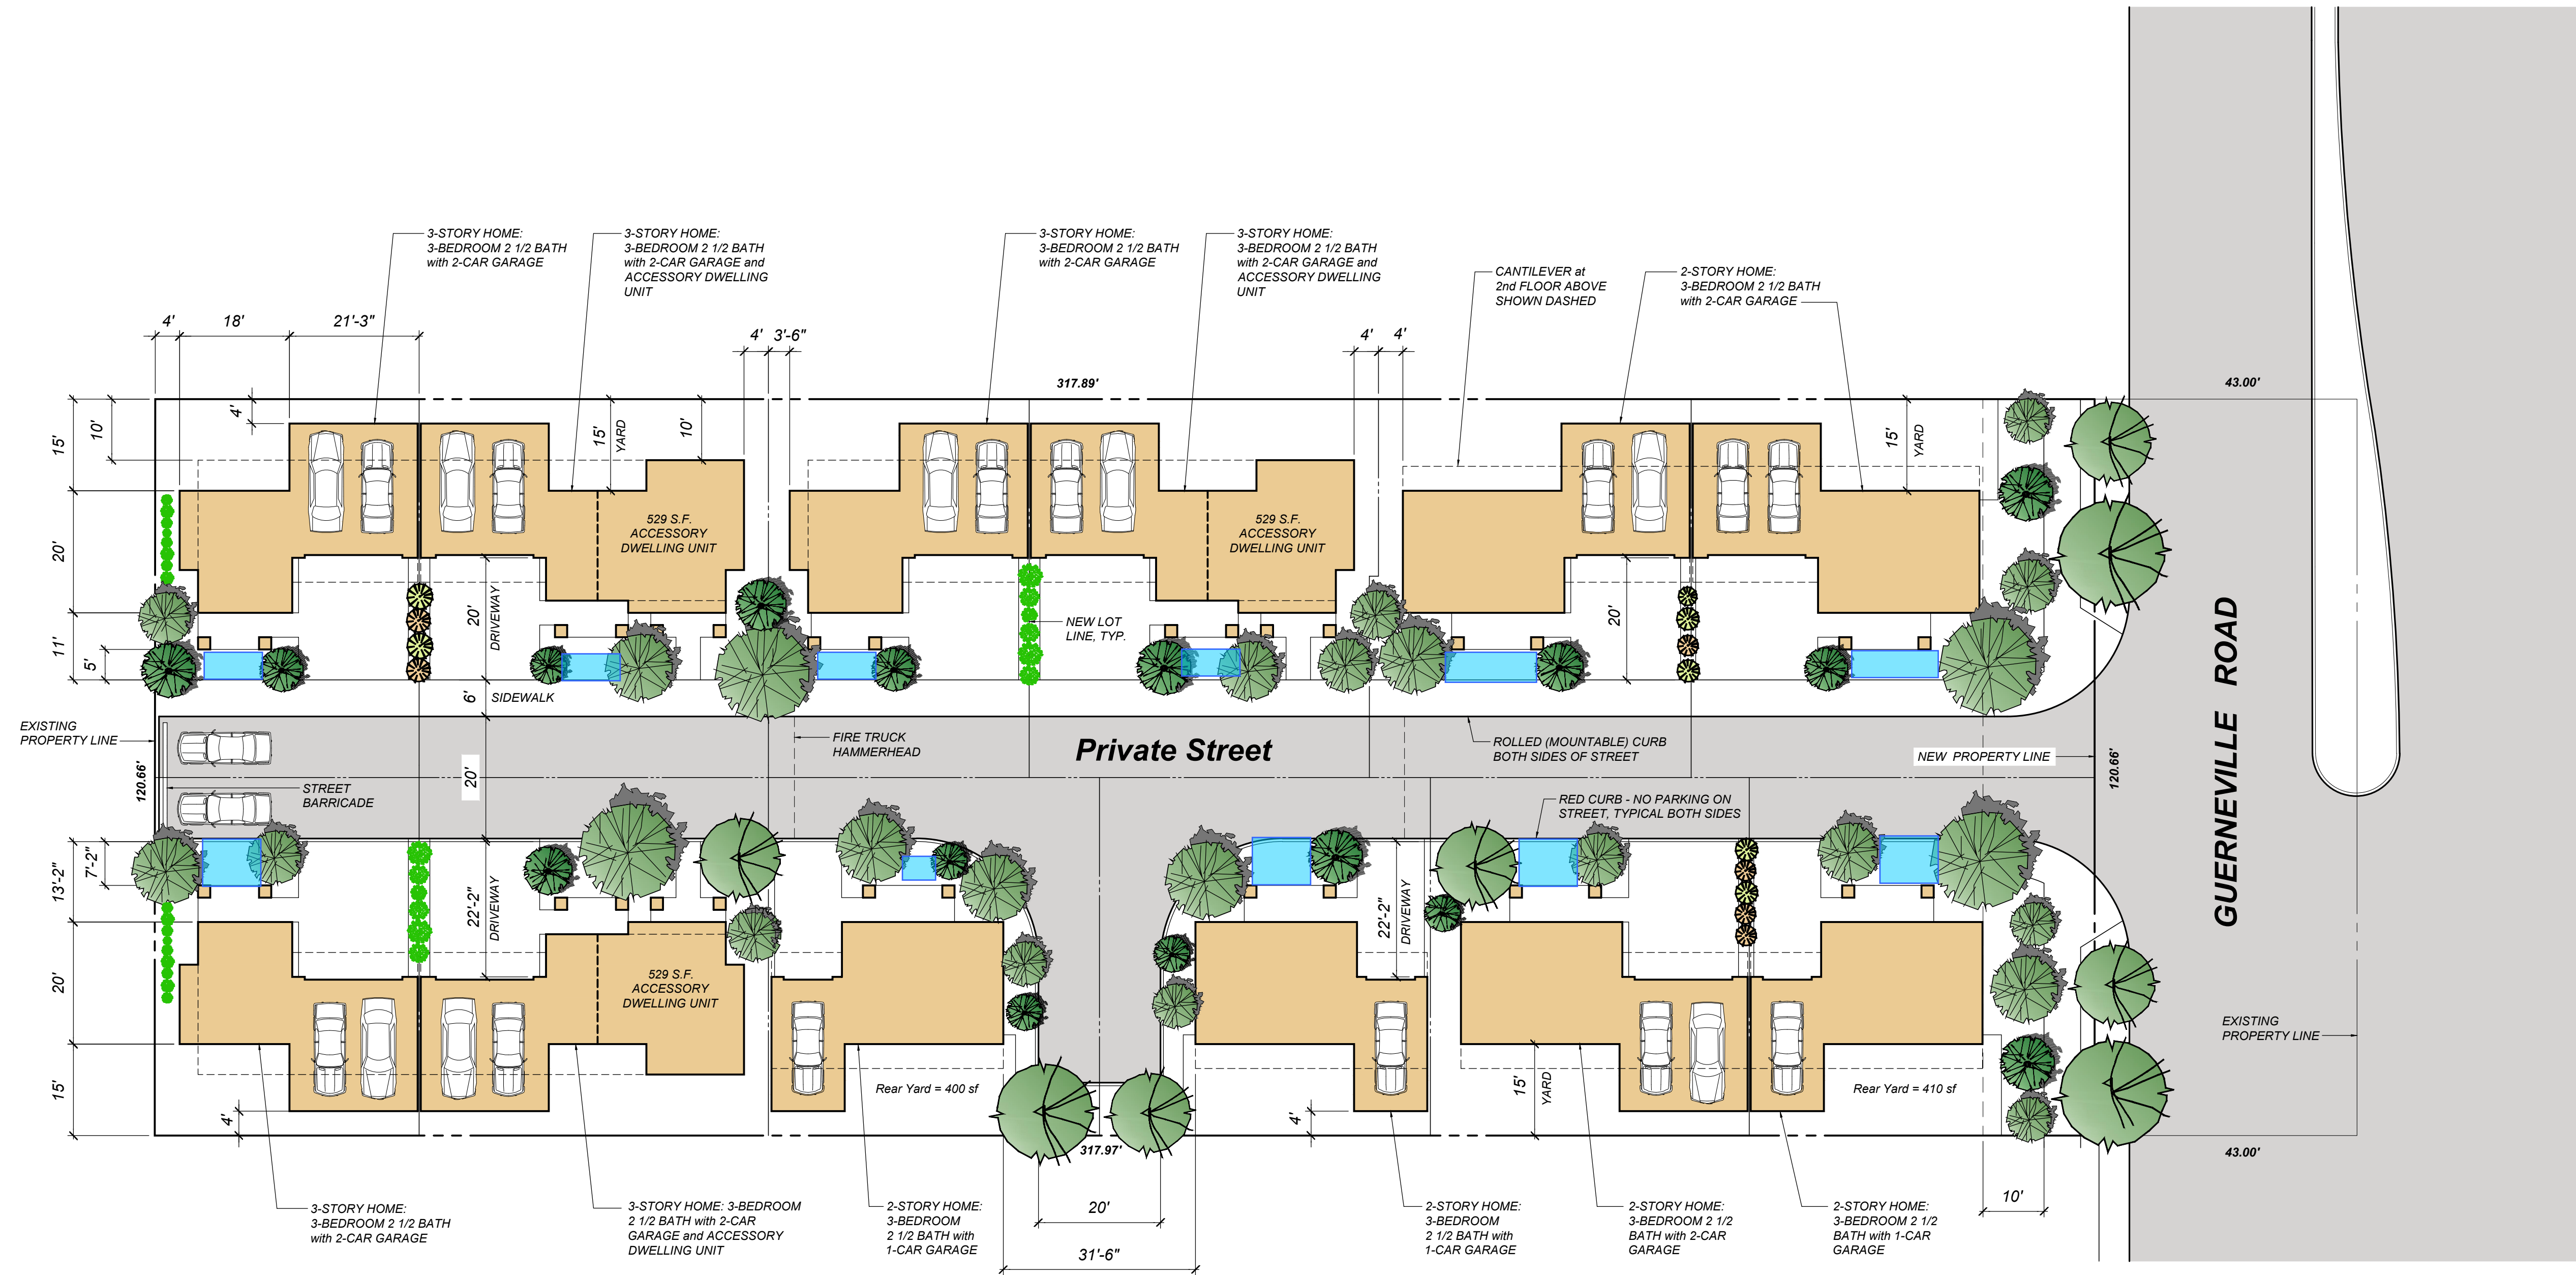 3-STORY HOME:
3-BEDROOM 2 1/2 BATH
with 2-CAR GARAGE
3-STORY HOME:
3-BEDROOM 2 1/2 BATH
with 2-CAR GARAGE and
ACCESSORY DWELLING
UNIT
3-STORY HOME:
3-BEDROOM 2 1/2 BATH
with 2-CAR GARAGE
3-STORY HOME:
3-BEDROOM 2 1/2 BATH
with 2-CAR GARAGE and
ACCESSORY DWELLING
UNIT
CANTILEVER at
2nd FLOOR ABOVE
SHOWN DASHED
2-STORY HOME:
3-BEDROOM 2 1/2 BATH
with 2-CAR GARAGE
4'
18'
21'-3"
4'
3'-6"
4'
4'
317.89'
43.00'
15'
10'
4'
15'
YARD
10'
15'
YARD
529 S.F.
ACCESSORY
DWELLING UNIT
529 S.F.
ACCESSORY
DWELLING UNIT
20'
20'
DRIVEWAY
20'
NEW LOT
LINE, TYP.
11'
5'
6'
SIDEWALK
EXISTING
PROPERTY LINE
120.66'
STREET
BARRICADE
20'
FIRE TRUCK
HAMMERHEAD
Private Street
ROLLED (MOUNTABLE) CURB
BOTH SIDES OF STREET
NEW PROPERTY LINE
120.66'
RED CURB - NO PARKING ON
STREET, TYPICAL BOTH SIDES
GUERNEVILLE ROAD
13'-2"
7'-2"
22'-2"
DRIVEWAY
22'-2"
DRIVEWAY
20'
529 S.F.
ACCESSORY
DWELLING UNIT
EXISTING
PROPERTY LINE
15'
4'
Rear Yard = 400 sf
4'
15'
YARD
Rear Yard = 410 sf
317.97'
43.00'
3-STORY HOME:
3-BEDROOM 2 1/2 BATH
with 2-CAR GARAGE
3-STORY HOME: 3-BEDROOM
2 1/2 BATH with 2-CAR
GARAGE and ACCESSORY
DWELLING UNIT
2-STORY HOME:
3-BEDROOM
2 1/2 BATH with
1-CAR GARAGE
20'
31'-6"
2-STORY HOME:
3-BEDROOM
2 1/2 BATH with
1-CAR GARAGE
2-STORY HOME:
3-BEDROOM 2 1/2
BATH with 2-CAR
GARAGE
2-STORY HOME:
3-BEDROOM 2 1/2
BATH with 1-CAR
GARAGE
10'